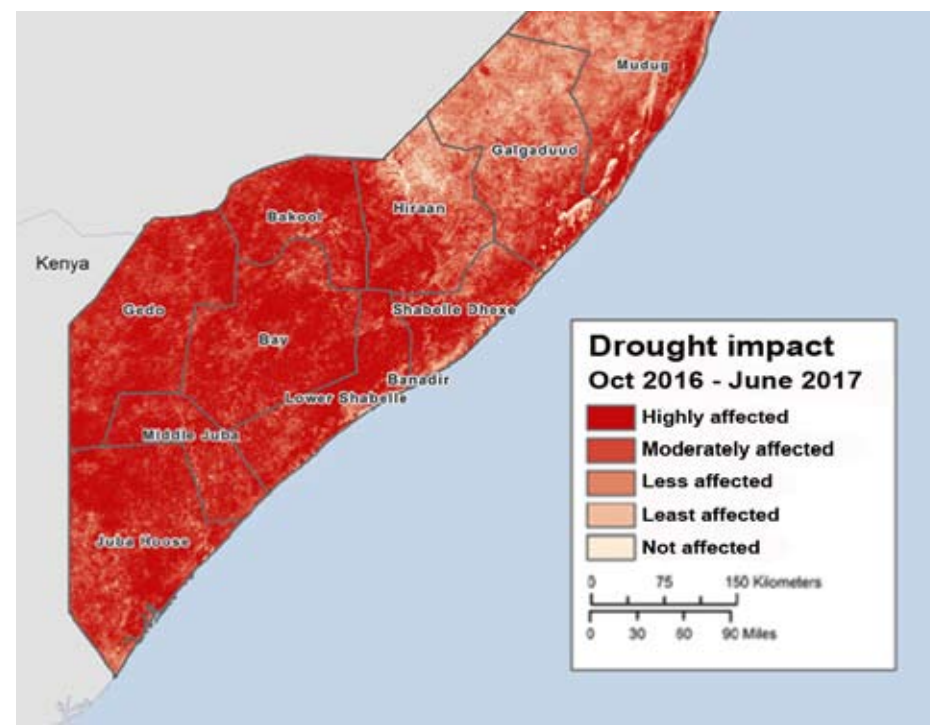 Mudug
Galgaduud
Hiraan
Bakool
Kenya
Gedo
Shabelle Dhexe
Bay
Banadir
Lower Shabelle
Middle Juba
Juba Hoose
Drought impact
Oct 2016 - June 2017
Highly affected
Moderately affected
Less affected
Least affected
Not affected
0 75 150 Kilometers
0 30 60 90 Miles